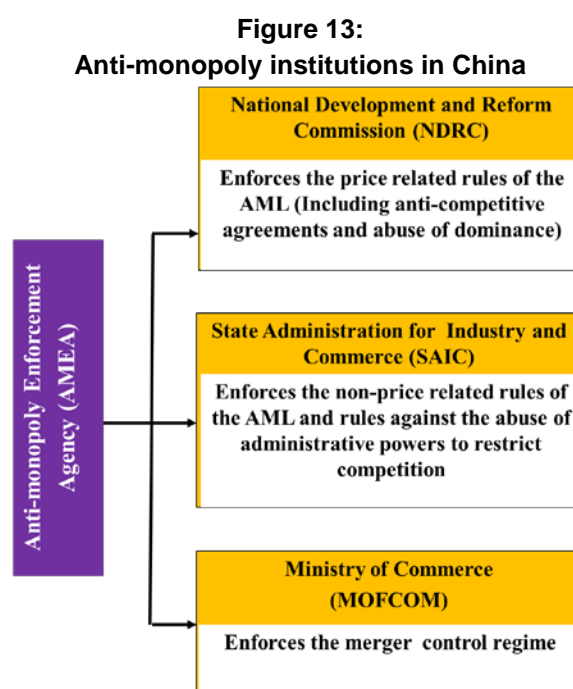 Figure 13:
Anti-monopoly institutions in China
National Development and Reform
Commission (NDRC)
Enforces the price related rules of the
AML (Including anti-competitive
agreements and abuse of dominance)
Anti-monopoly Enforcement
Agency (AMEA)
State Administration for Industry and
Commerce (SAIC)
Enforces the non-price related rules of
the AML and rules against the abuse of
administrative powers to restrict
competition
Ministry of Commerce
(MOFCOM)
Enforces the merger control regime